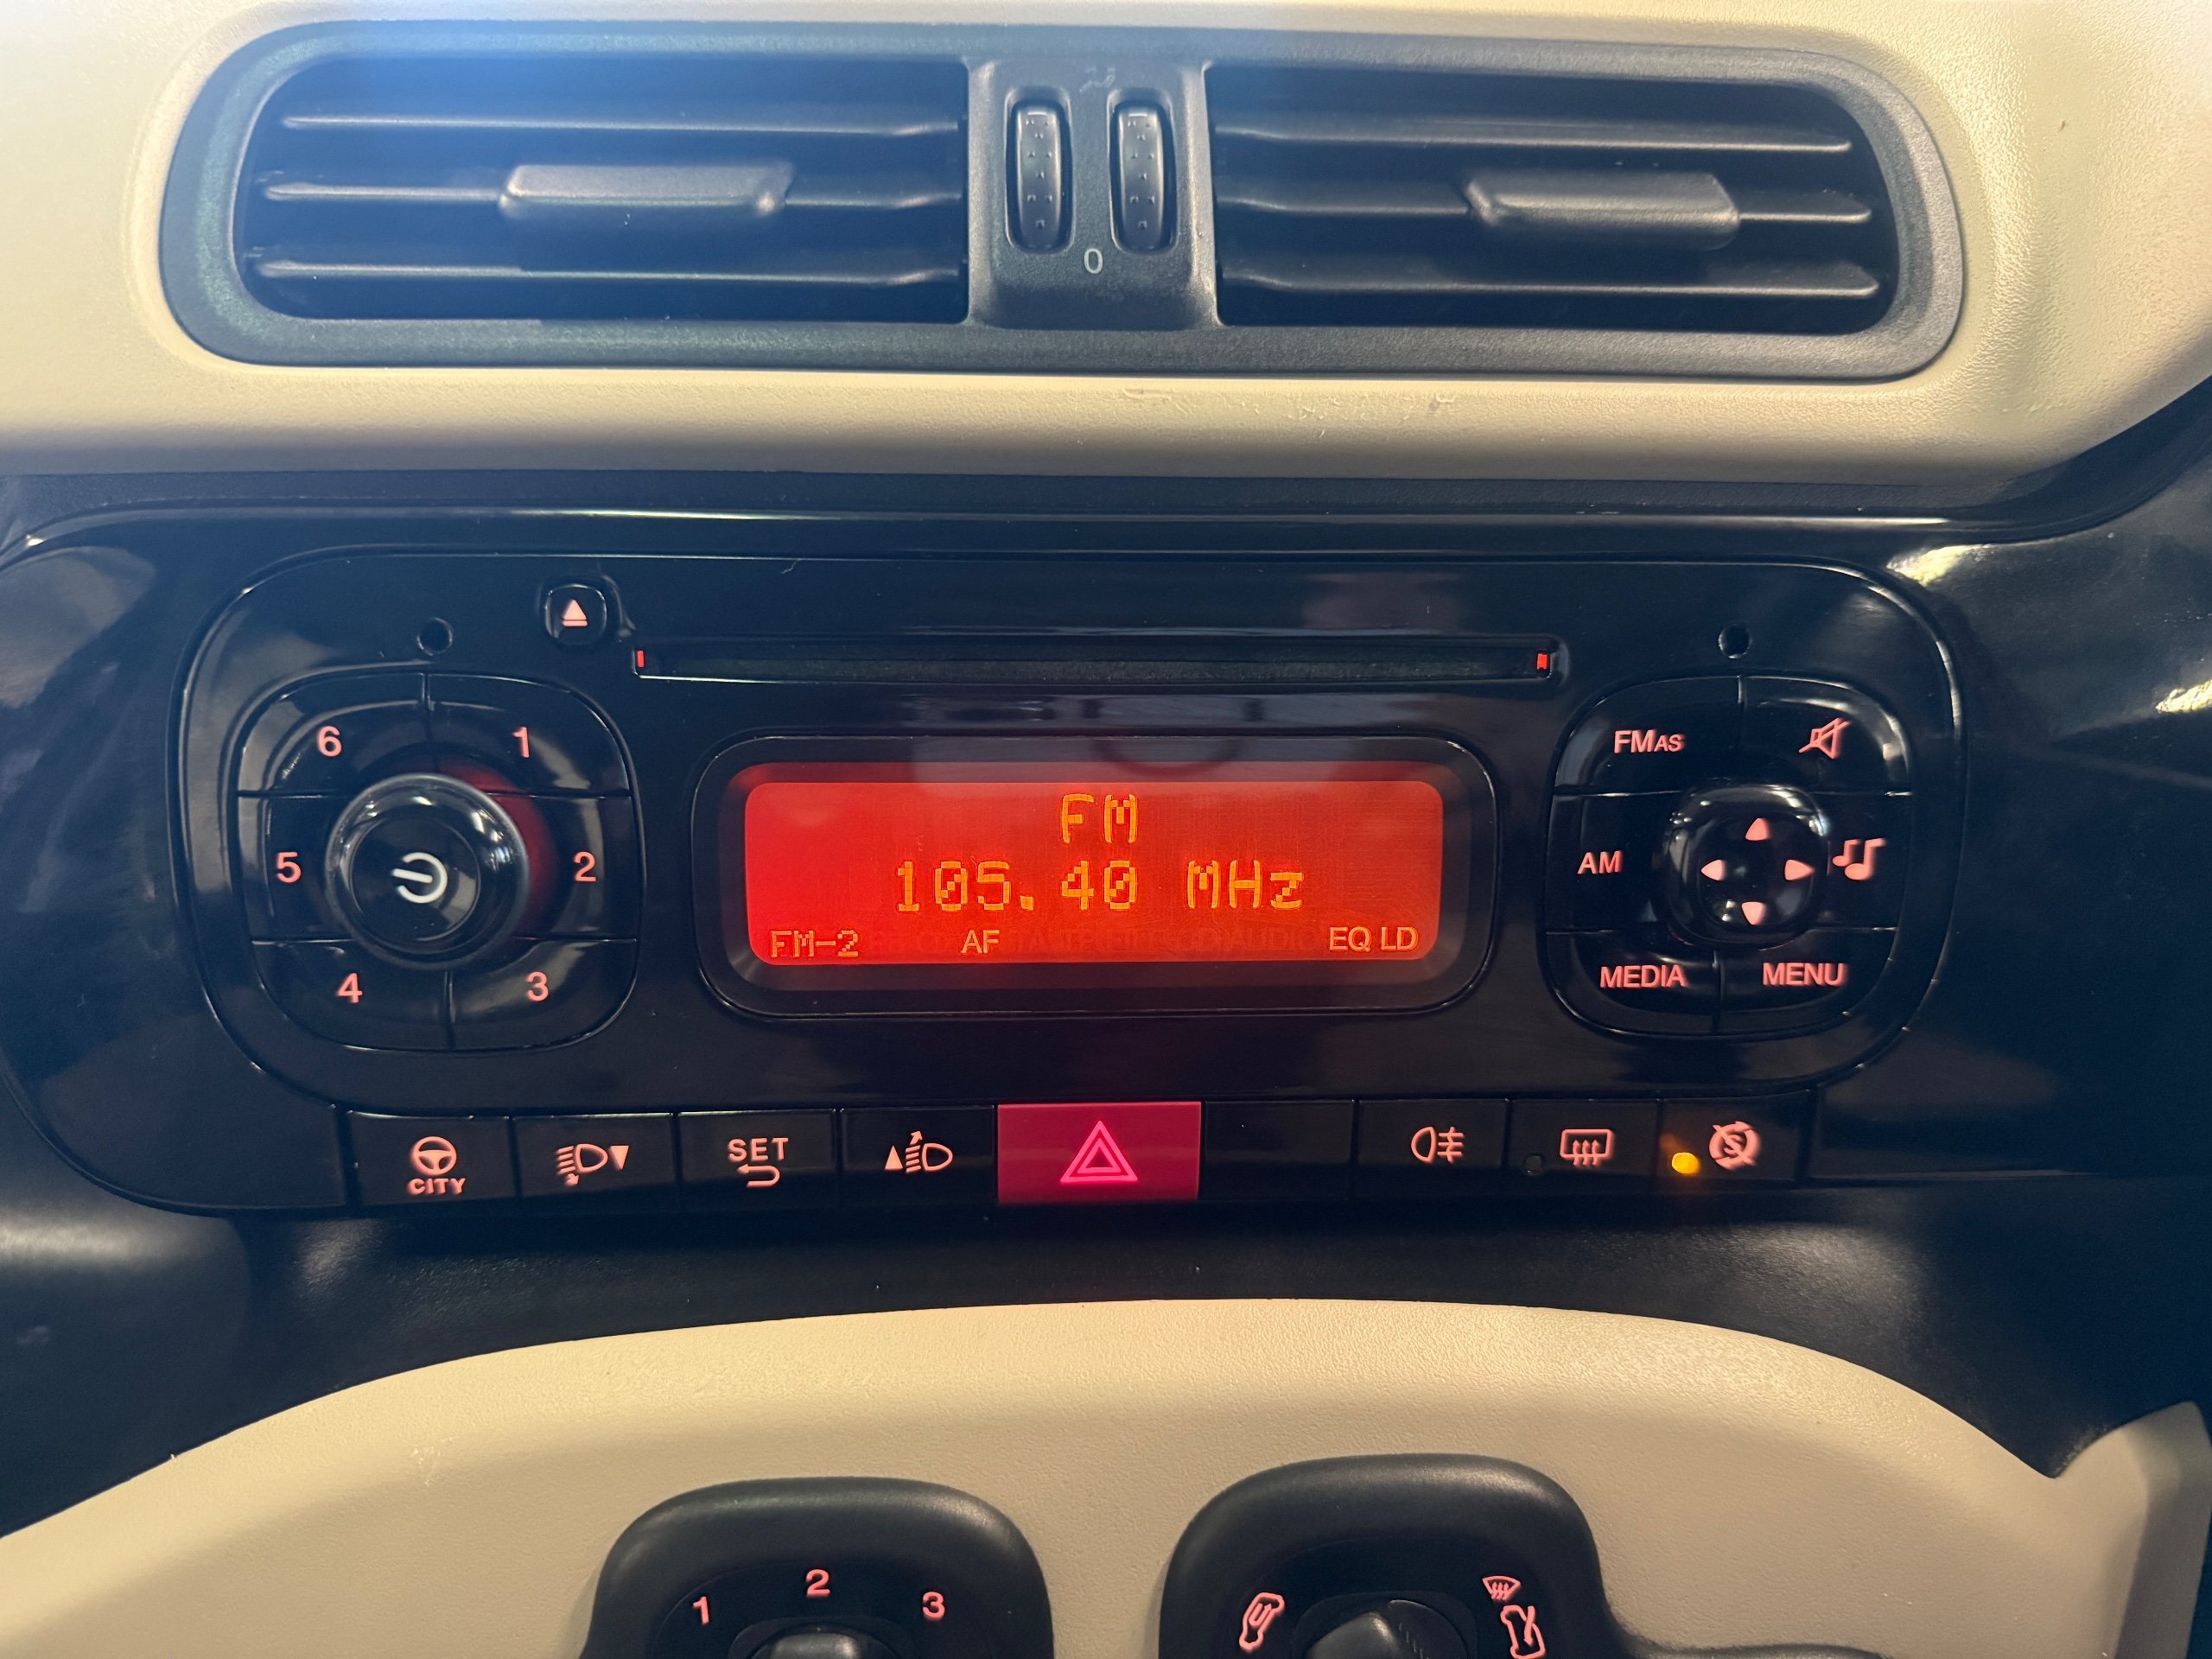 0
6 1
5 2
4 3
FM
105.40 MHz
FM-2 AF EQ LD
FMAS
AM
MEDIA MENU
CITY
SET
1 2 3